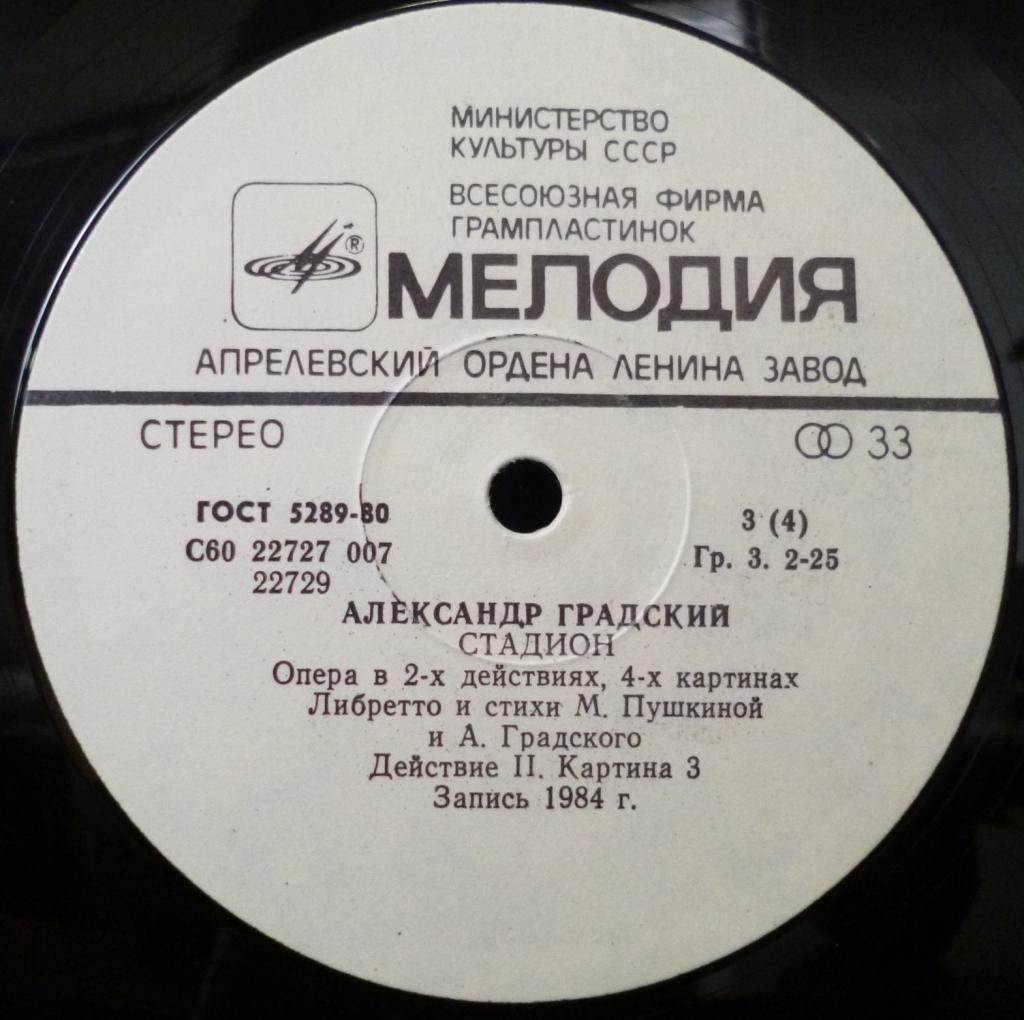 МИНИСТЕРСТВО
КУЛЬТУРЫ СССР
ВСЕСОЮЗНАЯ ФИРМА
ГРАМПЛАСТИНОК
®
МЕЛОДИЯ
АПРЕЛЕВСКИЙ ОРДЕНА ЛЕНИНА ЗАВОД
СТЕРЕО 33
ГОСТ 5289-80 3 (4)
С60 22727 007 Гр. 3. 2-25
22729
АЛЕКСАНДР ГРАДСКИЙ
СТАДИОН
Опера в 2-х действиях, 4-х картинах
Либретто и стихи М. Пушкиной
и А. Градского
Действие II. Картина 3
Запись 1984 г.